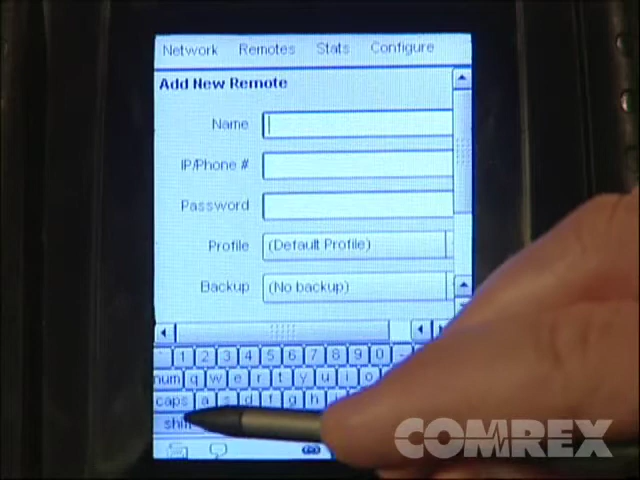 Network Remotes Stats Configure
Add New Remote
Name
IP/Phone #
Password
Profile (Default Profile)
Backup (No backup)
` 1 2 3 4 5 6 7 8 9 0 -
num q w e r t y u i o
caps a s d f g h
shift
COMREX